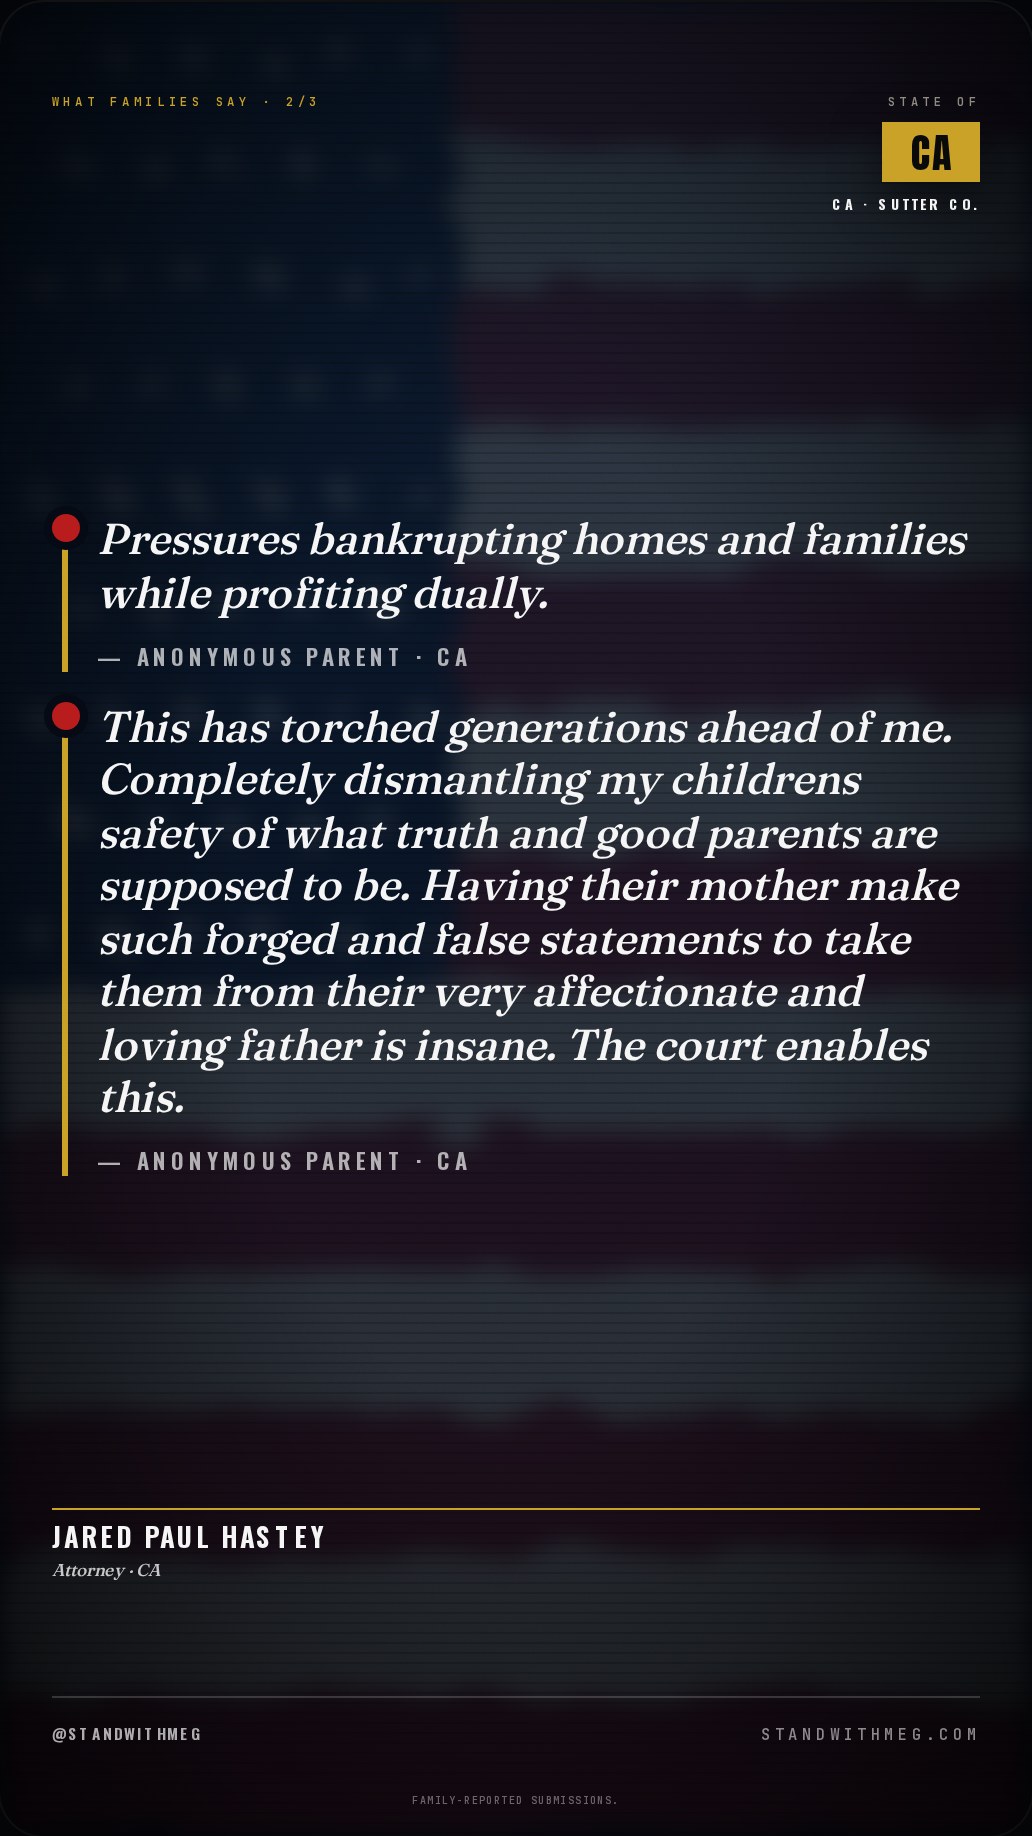 WHAT FAMILIES SAY · 2/3
STATE OF
CA
CA · SUTTER CO.
Pressures bankrupting homes and families
while profiting dually.
— ANONYMOUS PARENT · CA
This has torched generations ahead of me.
Completely dismantling my childrens
safety of what truth and good parents are
supposed to be. Having their mother make
such forged and false statements to take
them from their very affectionate and
loving father is insane. The court enables
this.
— ANONYMOUS PARENT · CA
JARED PAUL HASTEY
Attorney · CA
@STANDWITHMEG
STANDWITHMEG.COM
FAMILY-REPORTED SUBMISSIONS.